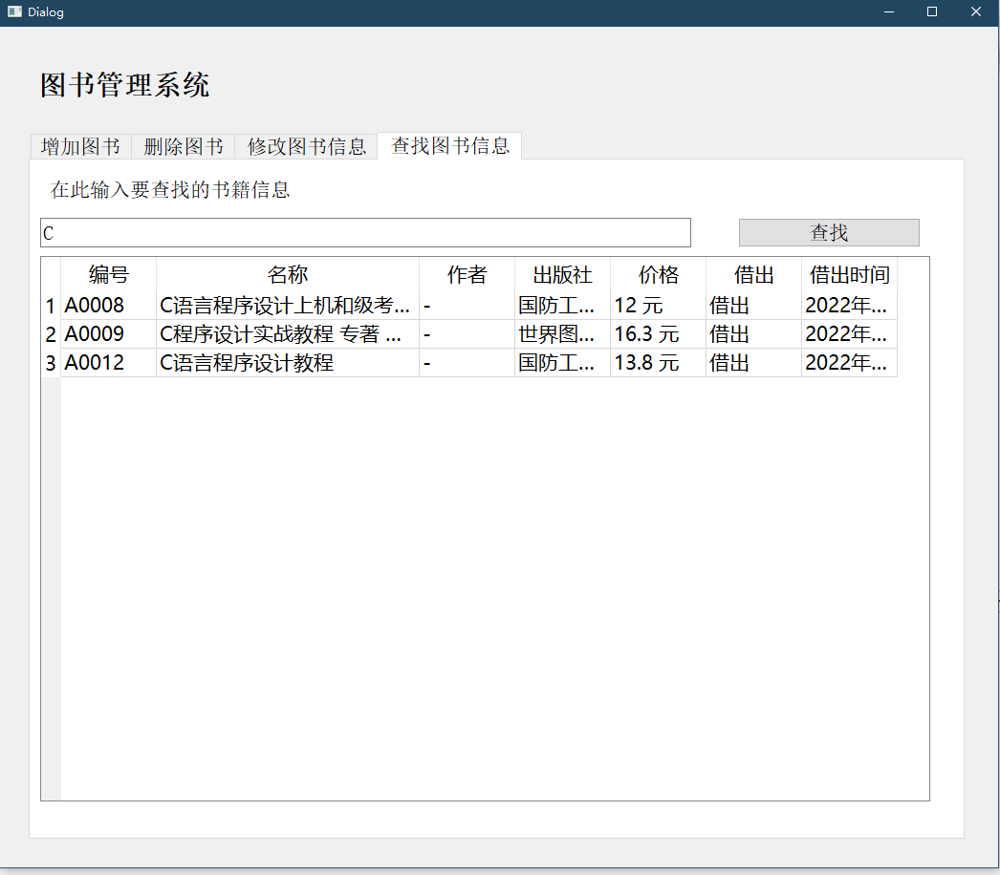 Dialog
图书管理系统
增加图书 删除图书 修改图书信息 查找图书信息
在此输入要查找的书籍信息
C 查找
编号 名称 作者 出版社 价格 借出 借出时间
1 A0008 C语言程序设计上机和级考... - 国防工... 12 元 借出 2022年...
2 A0009 C程序设计实战教程 专著 ... - 世界图... 16.3 元 借出 2022年...
3 A0012 C语言程序设计教程 - 国防工... 13.8 元 借出 2022年...